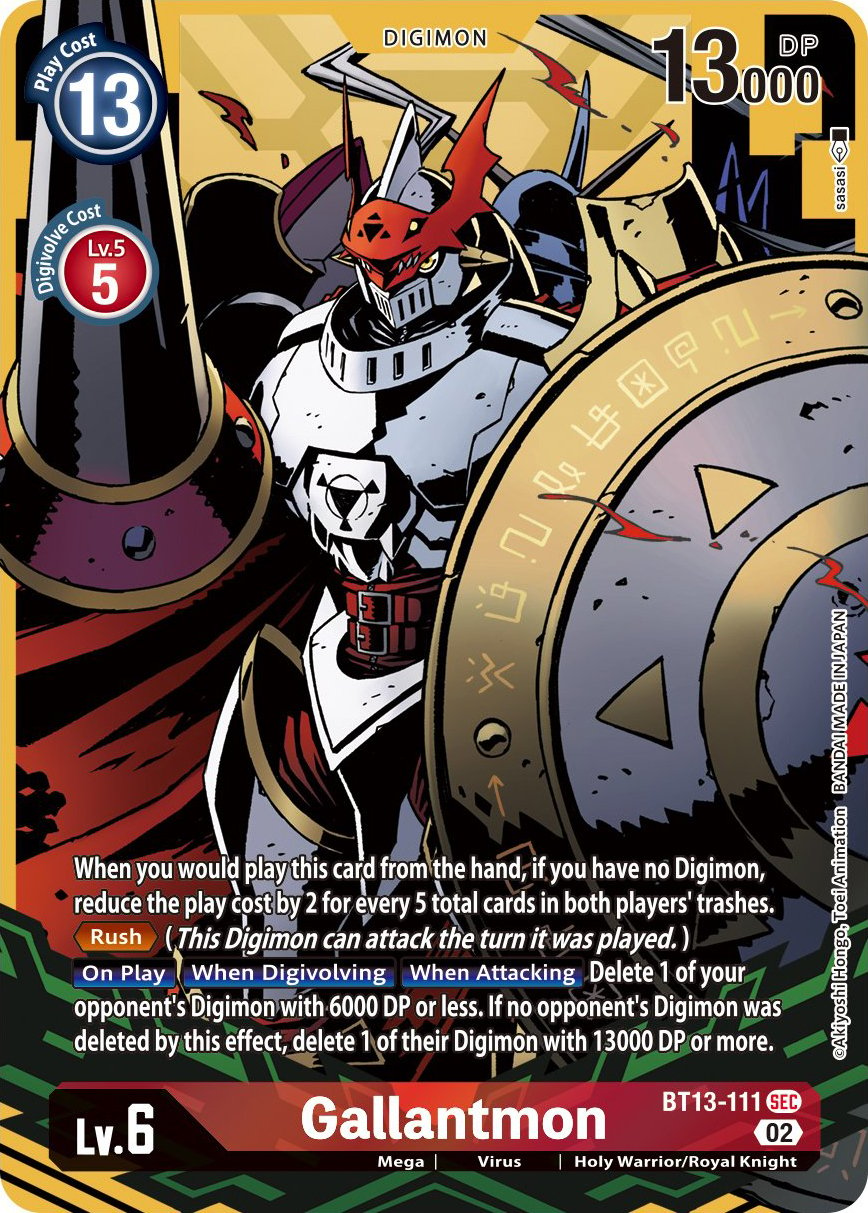 DIGIMON
Play Cost
13
DP
13000
sasasi
Digivolve Cost
Lv.5
5
When you would play this card from the hand, if you have no Digimon,
reduce the play cost by 2 for every 5 total cards in both players' trashes.
Rush (This Digimon can attack the turn it was played.)
On Play When Digivolving When Attacking Delete 1 of your
opponent's Digimon with 6000 DP or less. If no opponent's Digimon was
deleted by this effect, delete 1 of their Digimon with 13000 DP or more.
©Akiyoshi Hongo, Toei Animation BANDAI MADE IN JAPAN
BT13-111 SEC
Lv.6 Gallantmon
02
Mega | Virus | Holy Warrior/Royal Knight